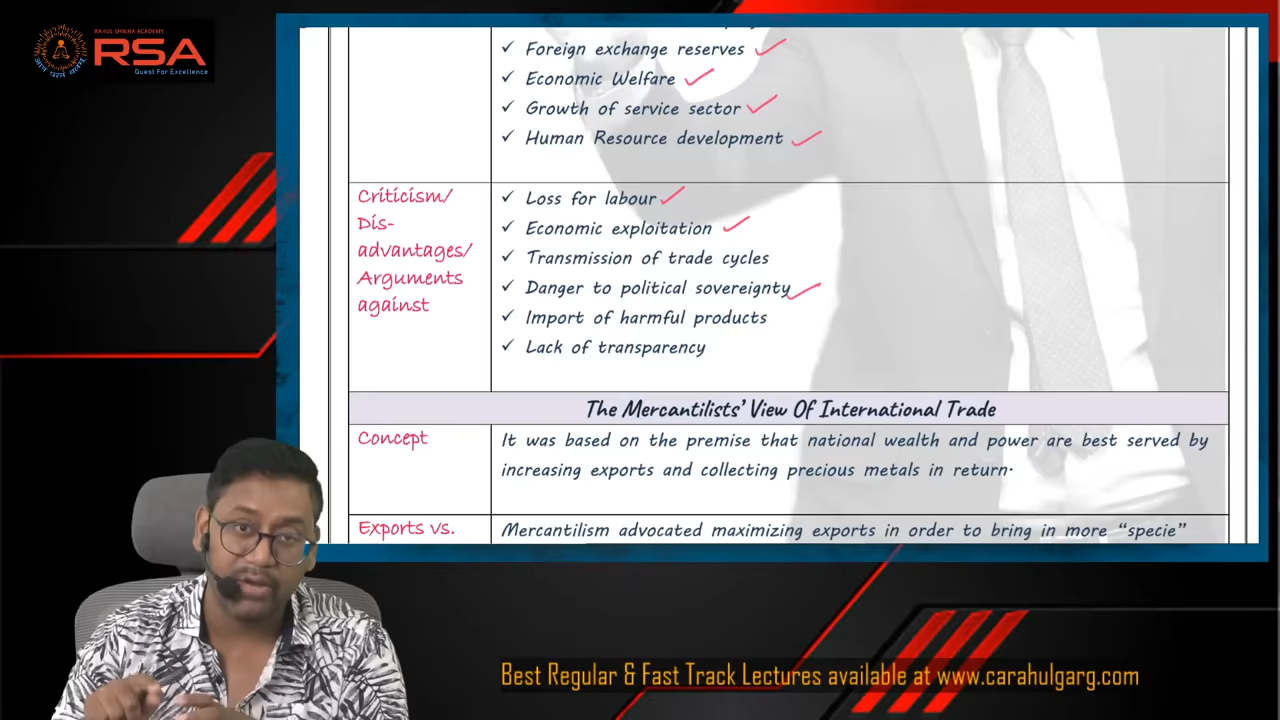 RAHUL SHIKHA ACADEMY
RSA
Quest For Excellence
✓ Foreign exchange reserves
✓ Economic Welfare
✓ Growth of service sector
✓ Human Resource development
Criticism/
Dis-
advantages/
Arguments
against
✓ Loss for labour
✓ Economic exploitation
✓ Transmission of trade cycles
✓ Danger to political sovereignty
✓ Import of harmful products
✓ Lack of transparency
The Mercantilists' View Of International Trade
Concept
It was based on the premise that national wealth and power are best served by
increasing exports and collecting precious metals in return.
Exports vs.
Mercantilism advocated maximizing exports in order to bring in more “specie”
Best Regular & Fast Track Lectures available at www.carahulgarg.com